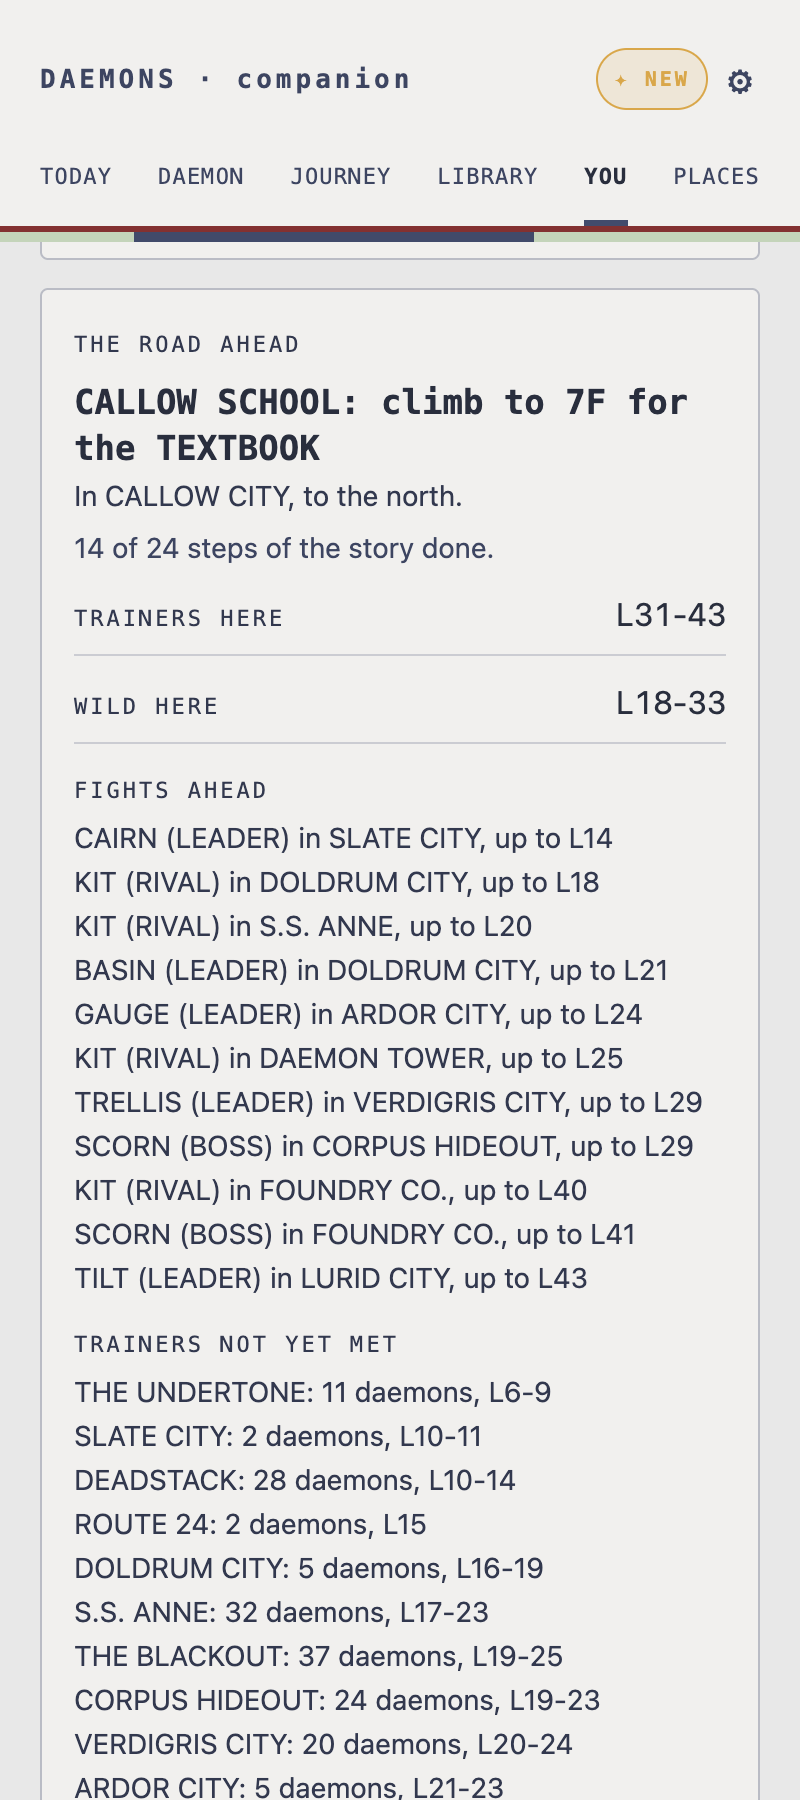 DAEMONS · companion
✦ NEW
⚙
TODAY DAEMON JOURNEY LIBRARY YOU PLACES
THE ROAD AHEAD
CALLOW SCHOOL: climb to 7F for
the TEXTBOOK
In CALLOW CITY, to the north.
14 of 24 steps of the story done.
TRAINERS HERE L31-43
WILD HERE L18-33
FIGHTS AHEAD
CAIRN (LEADER) in SLATE CITY, up to L14
KIT (RIVAL) in DOLDRUM CITY, up to L18
KIT (RIVAL) in S.S. ANNE, up to L20
BASIN (LEADER) in DOLDRUM CITY, up to L21
GAUGE (LEADER) in ARDOR CITY, up to L24
KIT (RIVAL) in DAEMON TOWER, up to L25
TRELLIS (LEADER) in VERDIGRIS CITY, up to L29
SCORN (BOSS) in CORPUS HIDEOUT, up to L29
KIT (RIVAL) in FOUNDRY CO., up to L40
SCORN (BOSS) in FOUNDRY CO., up to L41
TILT (LEADER) in LURID CITY, up to L43
TRAINERS NOT YET MET
THE UNDERTONE: 11 daemons, L6-9
SLATE CITY: 2 daemons, L10-11
DEADSTACK: 28 daemons, L10-14
ROUTE 24: 2 daemons, L15
DOLDRUM CITY: 5 daemons, L16-19
S.S. ANNE: 32 daemons, L17-23
THE BLACKOUT: 37 daemons, L19-25
CORPUS HIDEOUT: 24 daemons, L19-23
VERDIGRIS CITY: 20 daemons, L20-24
ARDOR CITY: 5 daemons, L21-23